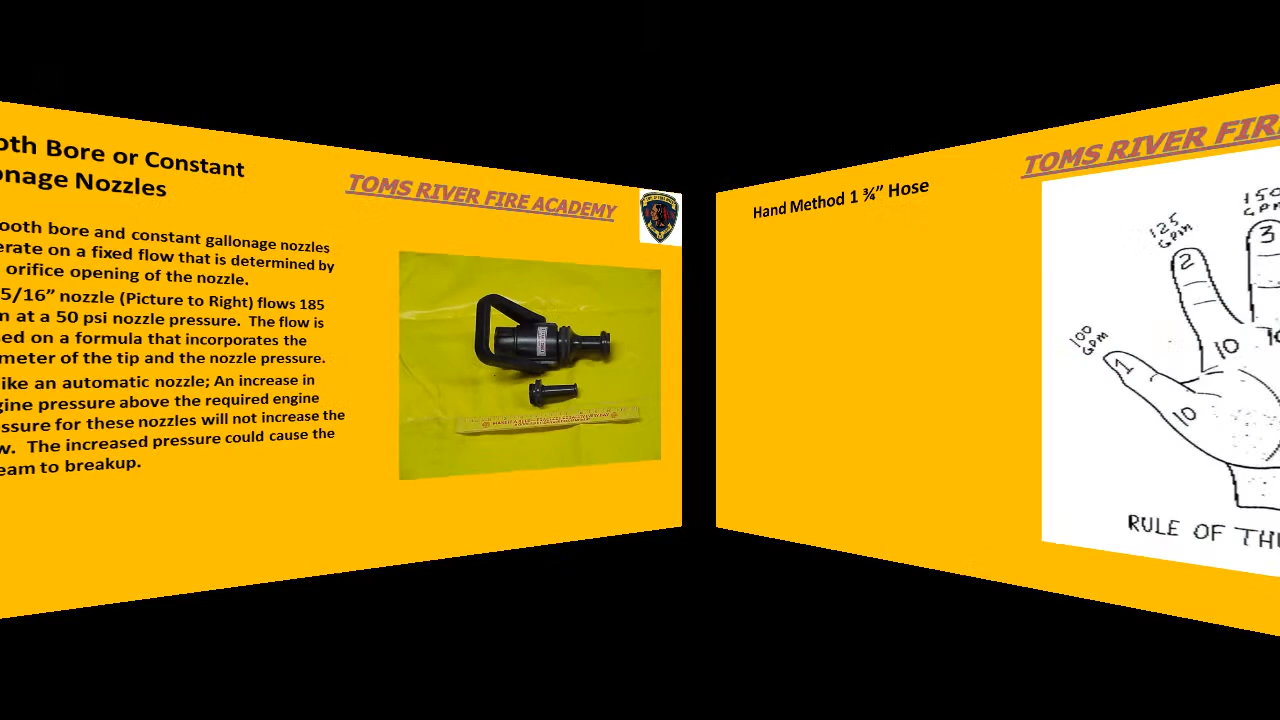 oth Bore or Constant
onage Nozzles
TOMS RIVER FIRE ACADEMY
ooth bore and constant gallonage nozzles
erate on a fixed flow that is determined by
orifice opening of the nozzle.
5/16” nozzle (Picture to Right) flows 185
m at a 50 psi nozzle pressure. The flow is
ed on a formula that incorporates the
meter of the tip and the nozzle pressure.
ike an automatic nozzle; An increase in
gine pressure above the required engine
ssure for these nozzles will not increase the
w. The increased pressure could cause the
eam to breakup.
Hand Method 1 ¾” Hose
TOMS RIVER FIR
100 GPM
125 GPM
150 GPM
1
2
3
10
10
10
RULE OF TH